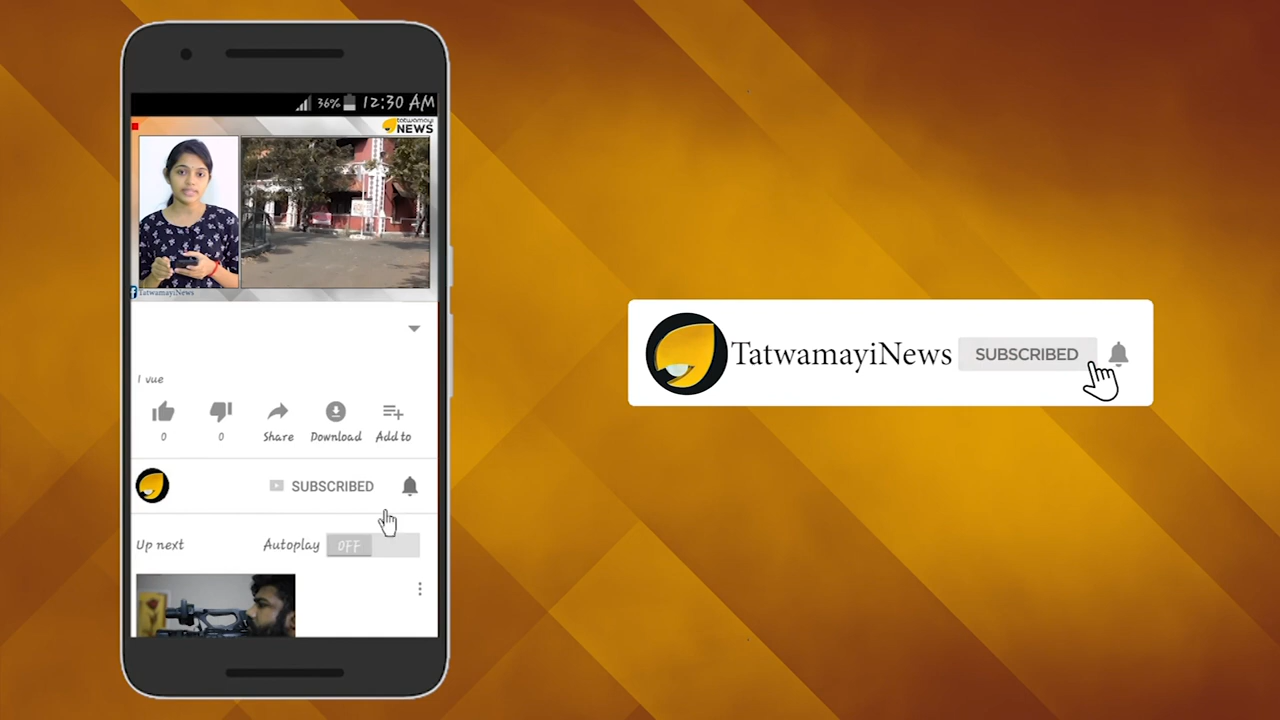 36% 12:30 AM
tatwamayi
NEWS
TatwamayiNews
1 vue
0 0 Share Download Add to
SUBSCRIBED
Up next Autoplay OFF
TatwamayiNews SUBSCRIBED